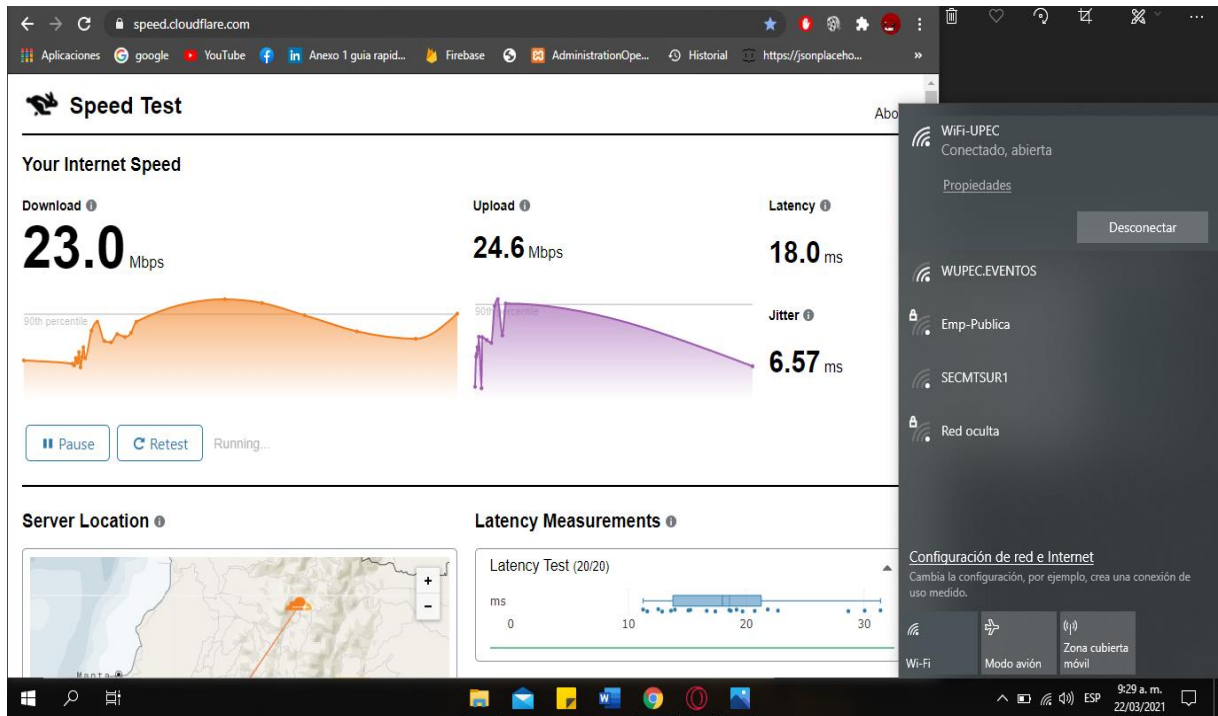 speed.cloudflare.com
Aplicaciones google YouTube Anexo 1 guia rapid... Firebase AdministrationOpe... Historial https://jsonplaceho... »
Speed Test
Abo
Your Internet Speed
Download
23.0 Mbps
90th percentile
Upload
24.6 Mbps
90th percentile
Latency
18.0 ms
Jitter
6.57 ms
Pause
Retest
Running...
Server Location
+
-
Manta
Latency Measurements
Latency Test (20/20)
ms
0 10 20 30
WiFi-UPEC
Conectado, abierta
Propiedades
Desconectar
WUPEC.EVENTOS
Emp-Publica
SECMTSUR1
Red oculta
Configuración de red e Internet
Cambia la configuración, por ejemplo, crea una conexión de
uso medido.
Wi-Fi
Modo avión
Zona cubierta
móvil
ESP
9:29 a. m.
22/03/2021